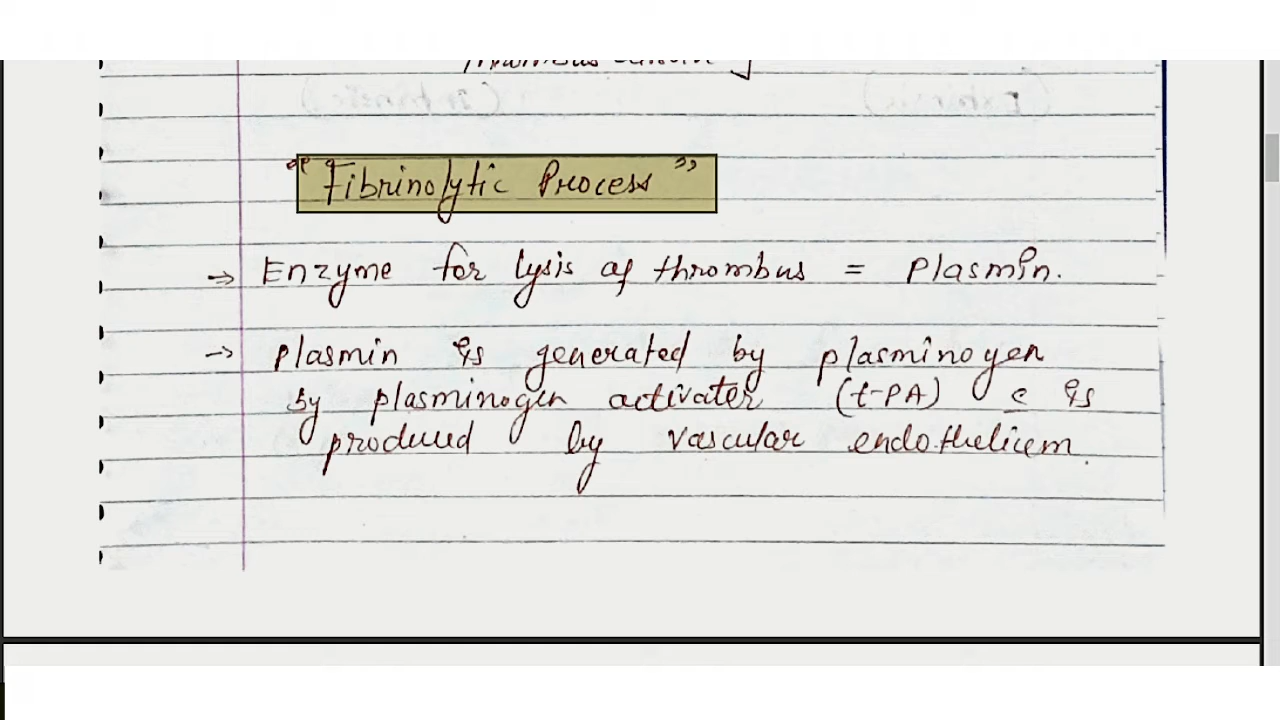 "Fibrinolytic Process"
→ Enzyme for lysis of thrombus = Plasmin.
→ Plasmin is generated by plasminogen
by plasminogen activater (t-PA) c is
produced by vascular endothelium.